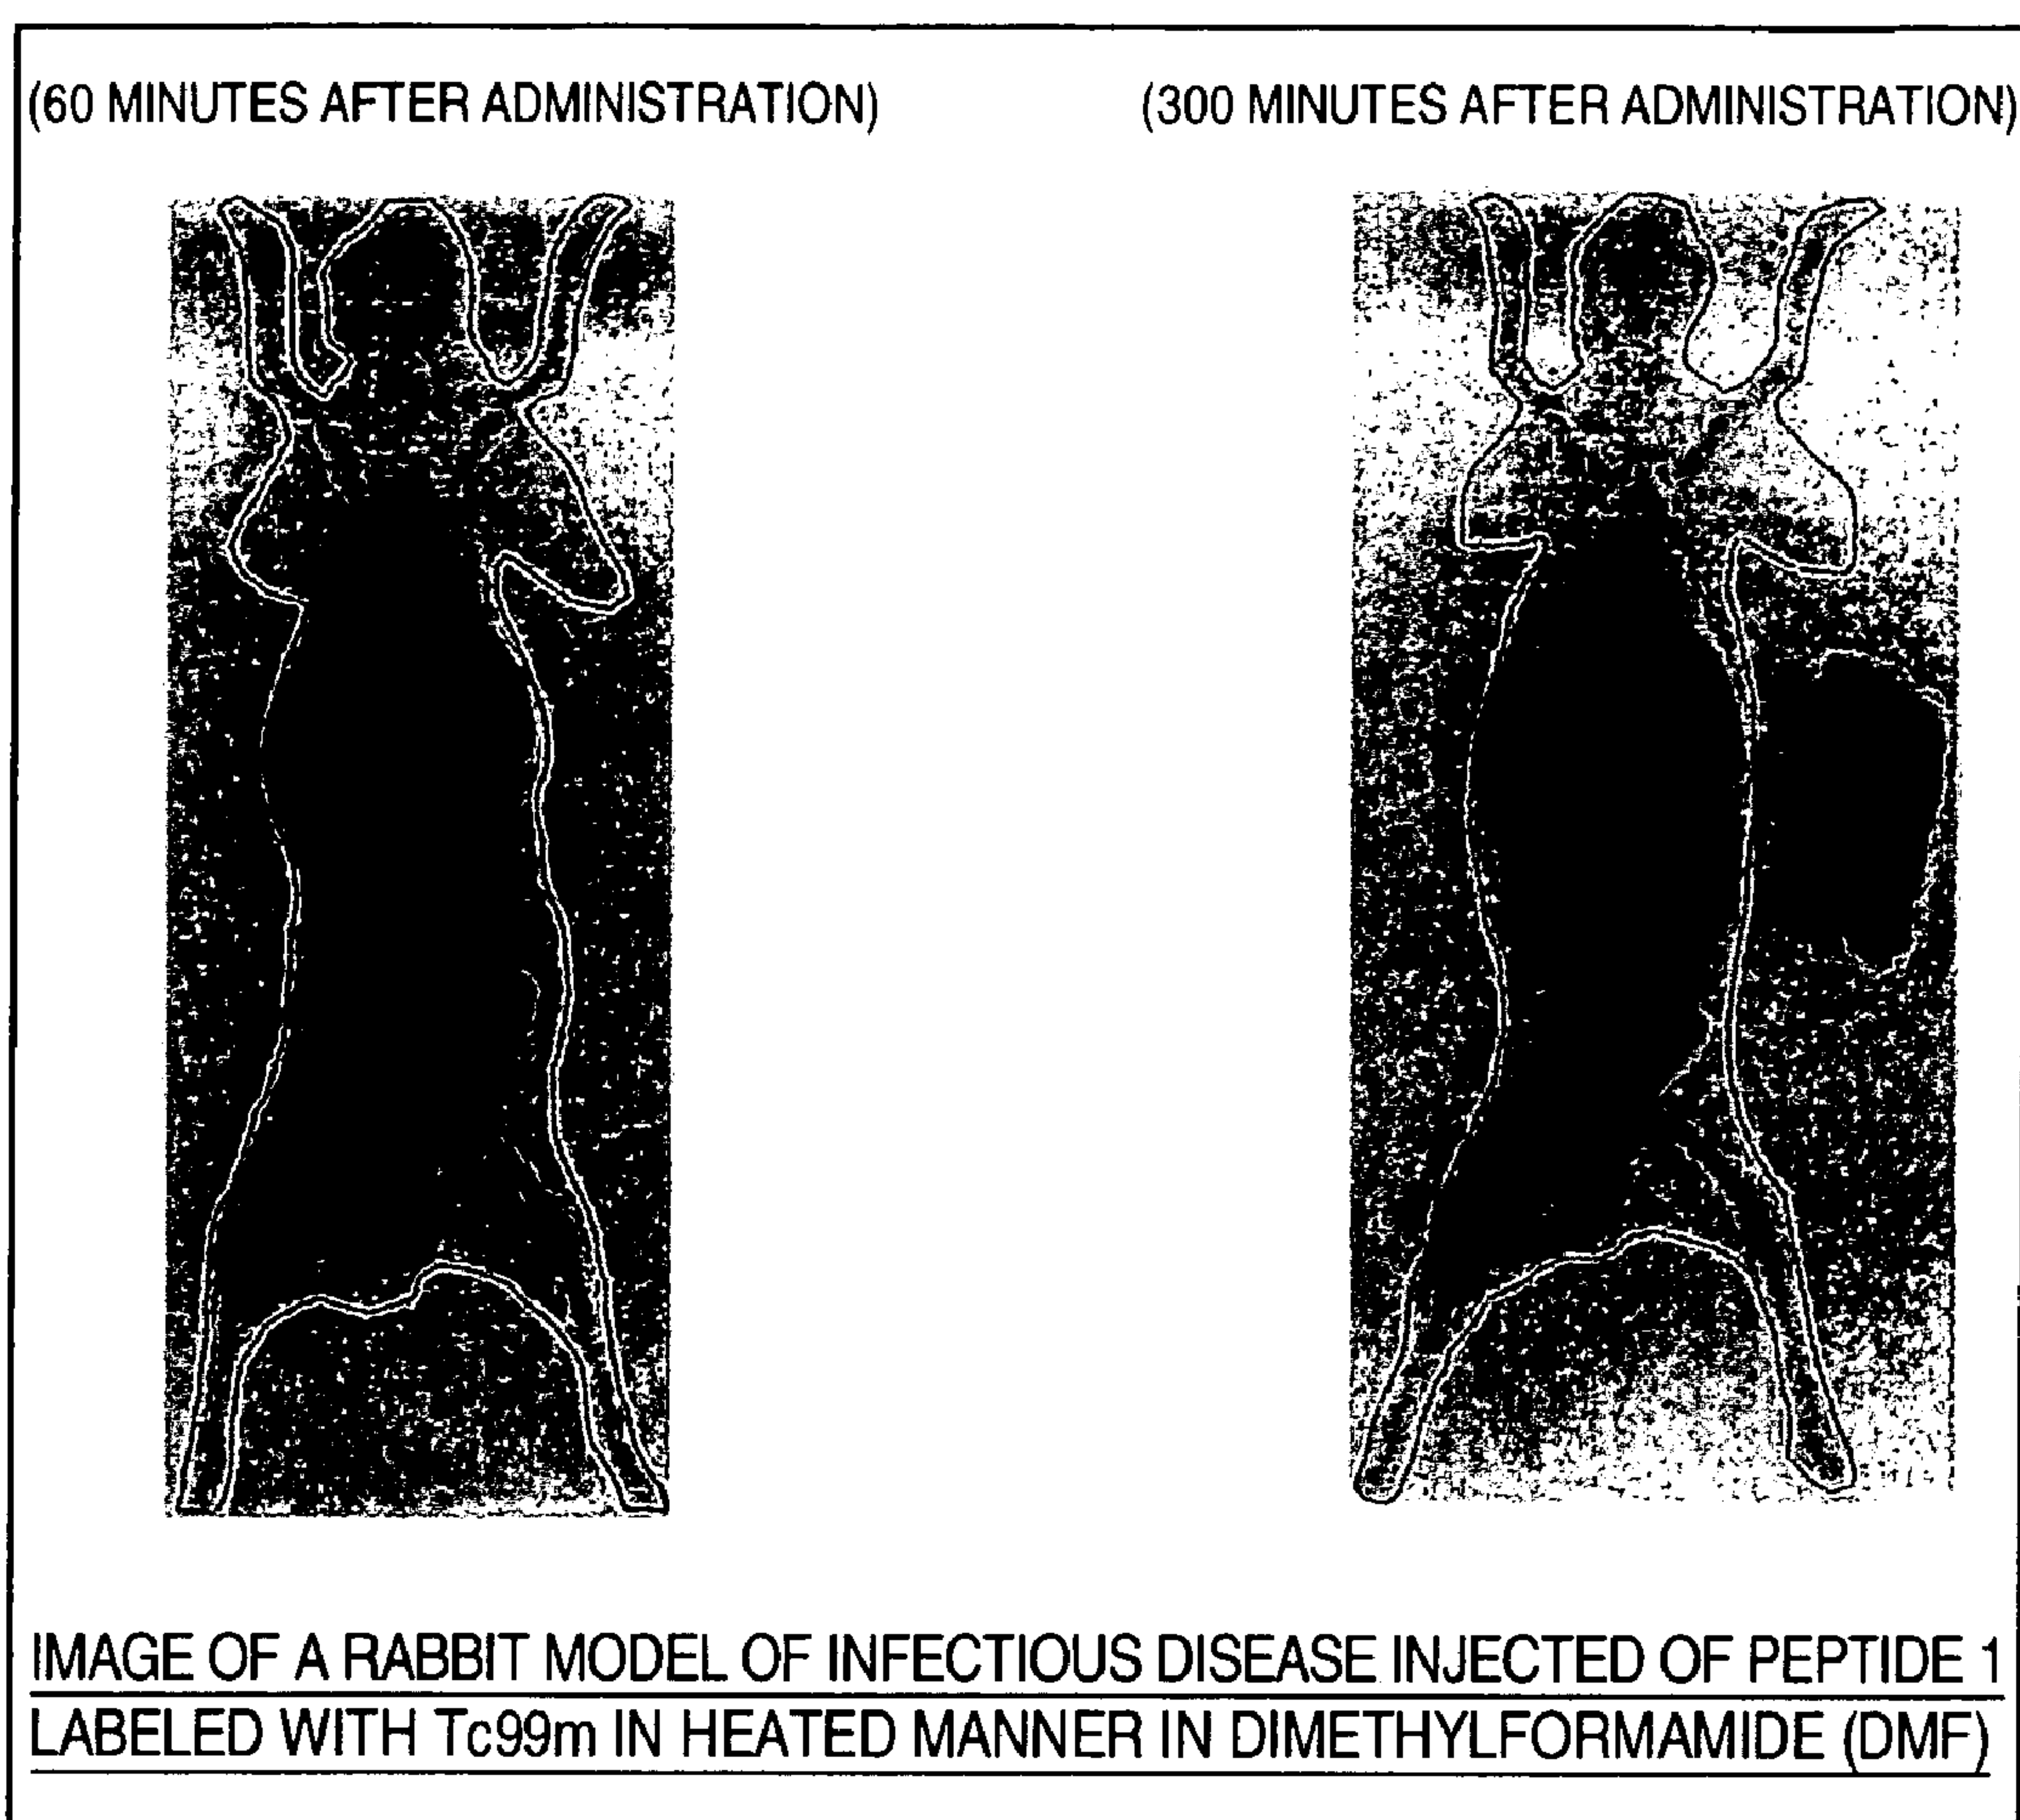 (60 MINUTES AFTER ADMINISTRATION)
(300 MINUTES AFTER ADMINISTRATION)
IMAGE OF A RABBIT MODEL OF INFECTIOUS DISEASE INJECTED OF PEPTIDE 1
LABELED WITH Tc99m IN HEATED MANNER IN DIMETHYLFORMAMIDE (DMF)